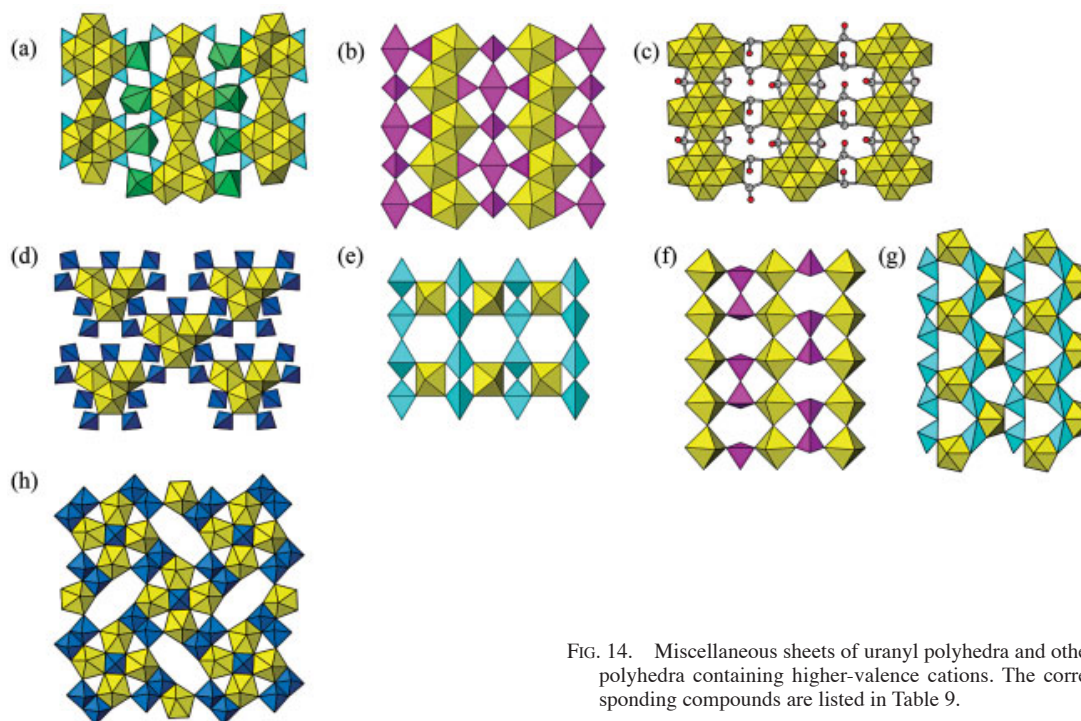 (a)
(b)
(c)
(d)
(e)
(f)
(g)
(h)
FIG. 14. Miscellaneous sheets of uranyl polyhedra and othe
polyhedra containing higher-valence cations. The corre
sponding compounds are listed in Table 9.